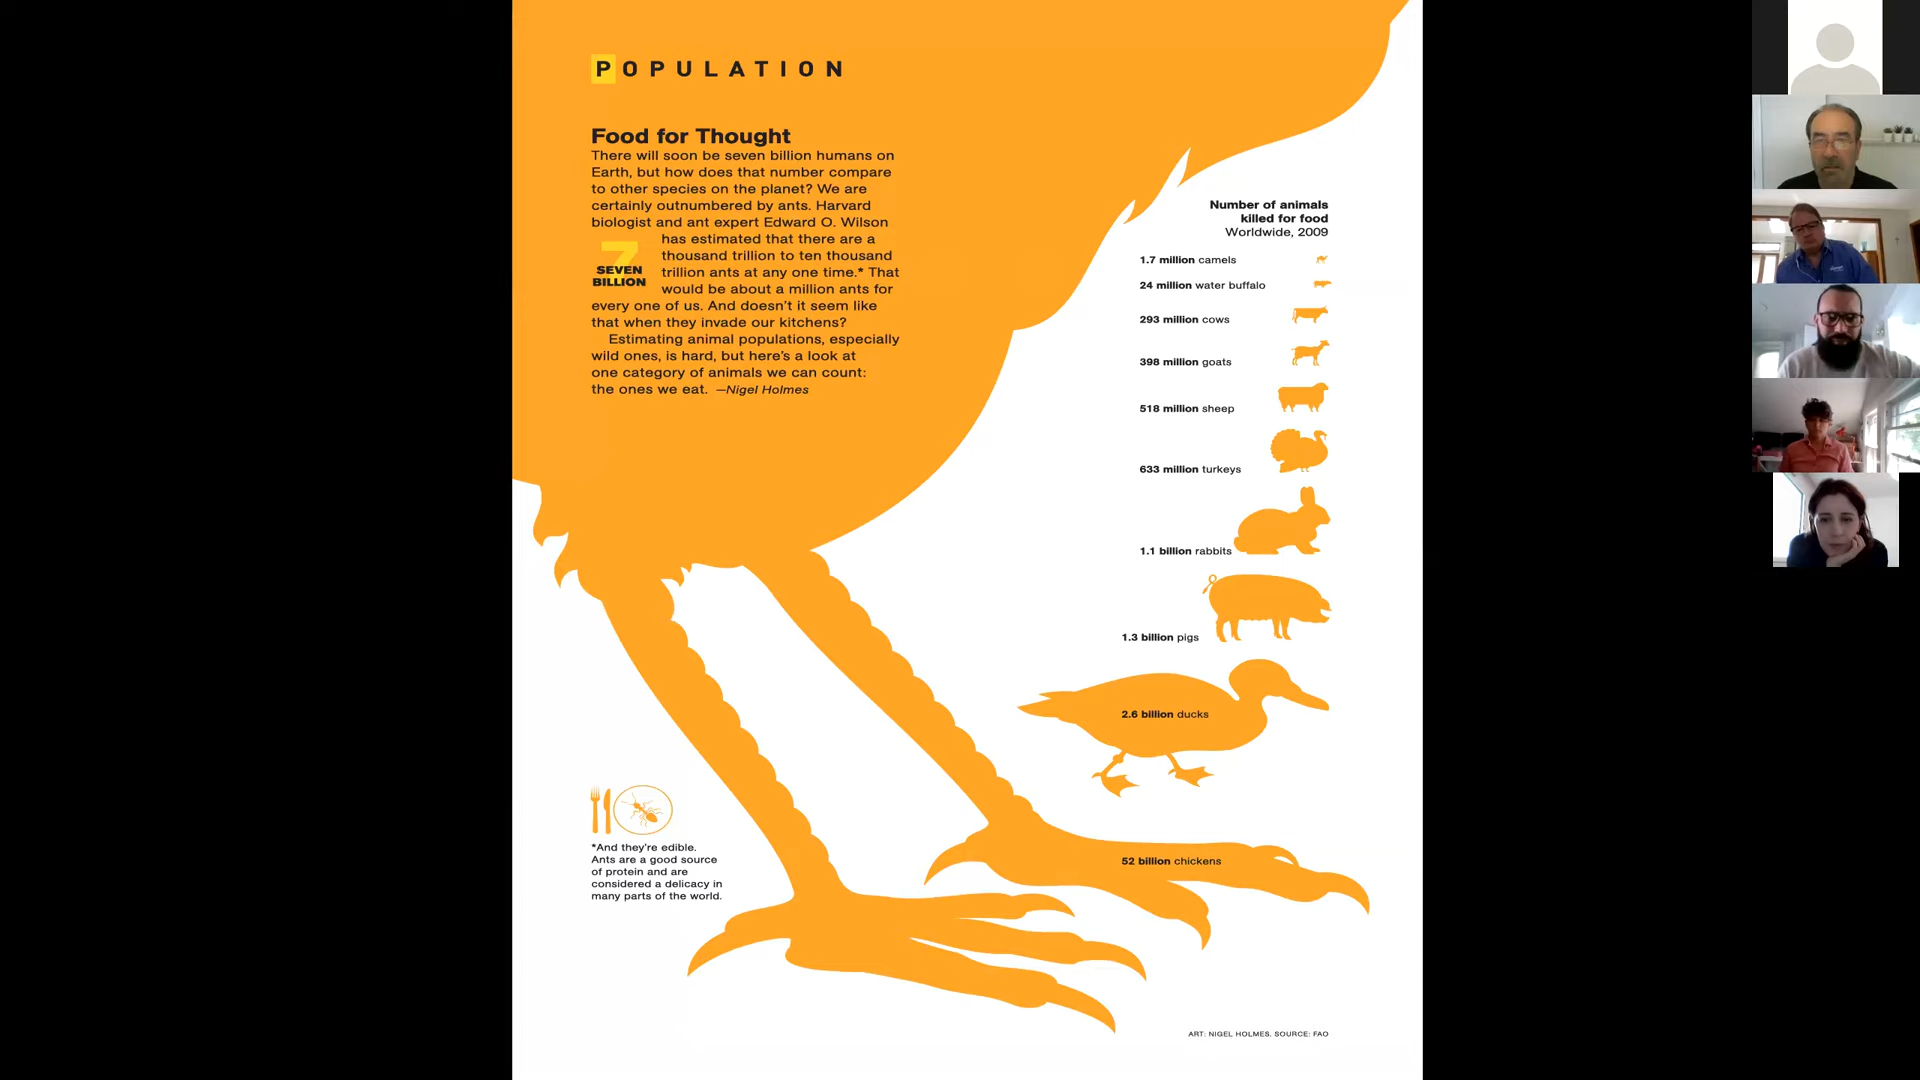 POPULATION
Food for Thought
There will soon be seven billion humans on
Earth, but how does that number compare
to other species on the planet? We are
certainly outnumbered by ants. Harvard
biologist and ant expert Edward O. Wilson
has estimated that there are a
thousand trillion to ten thousand
trillion ants at any one time.* That
would be about a million ants for
7
SEVEN
BILLION
every one of us. And doesn't it seem like
that when they invade our kitchens?
Estimating animal populations, especially
wild ones, is hard, but here's a look at
one category of animals we can count:
the ones we eat. —Nigel Holmes
Number of animals
killed for food
Worldwide, 2009
1.7 million camels
24 million water buffalo
293 million cows
398 million goats
518 million sheep
633 million turkeys
1.1 billion rabbits
1.3 billion pigs
2.6 billion ducks
52 billion chickens
*And they're edible.
Ants are a good source
of protein and are
considered a delicacy in
many parts of the world.
ART: NIGEL HOLMES. SOURCE: FAO